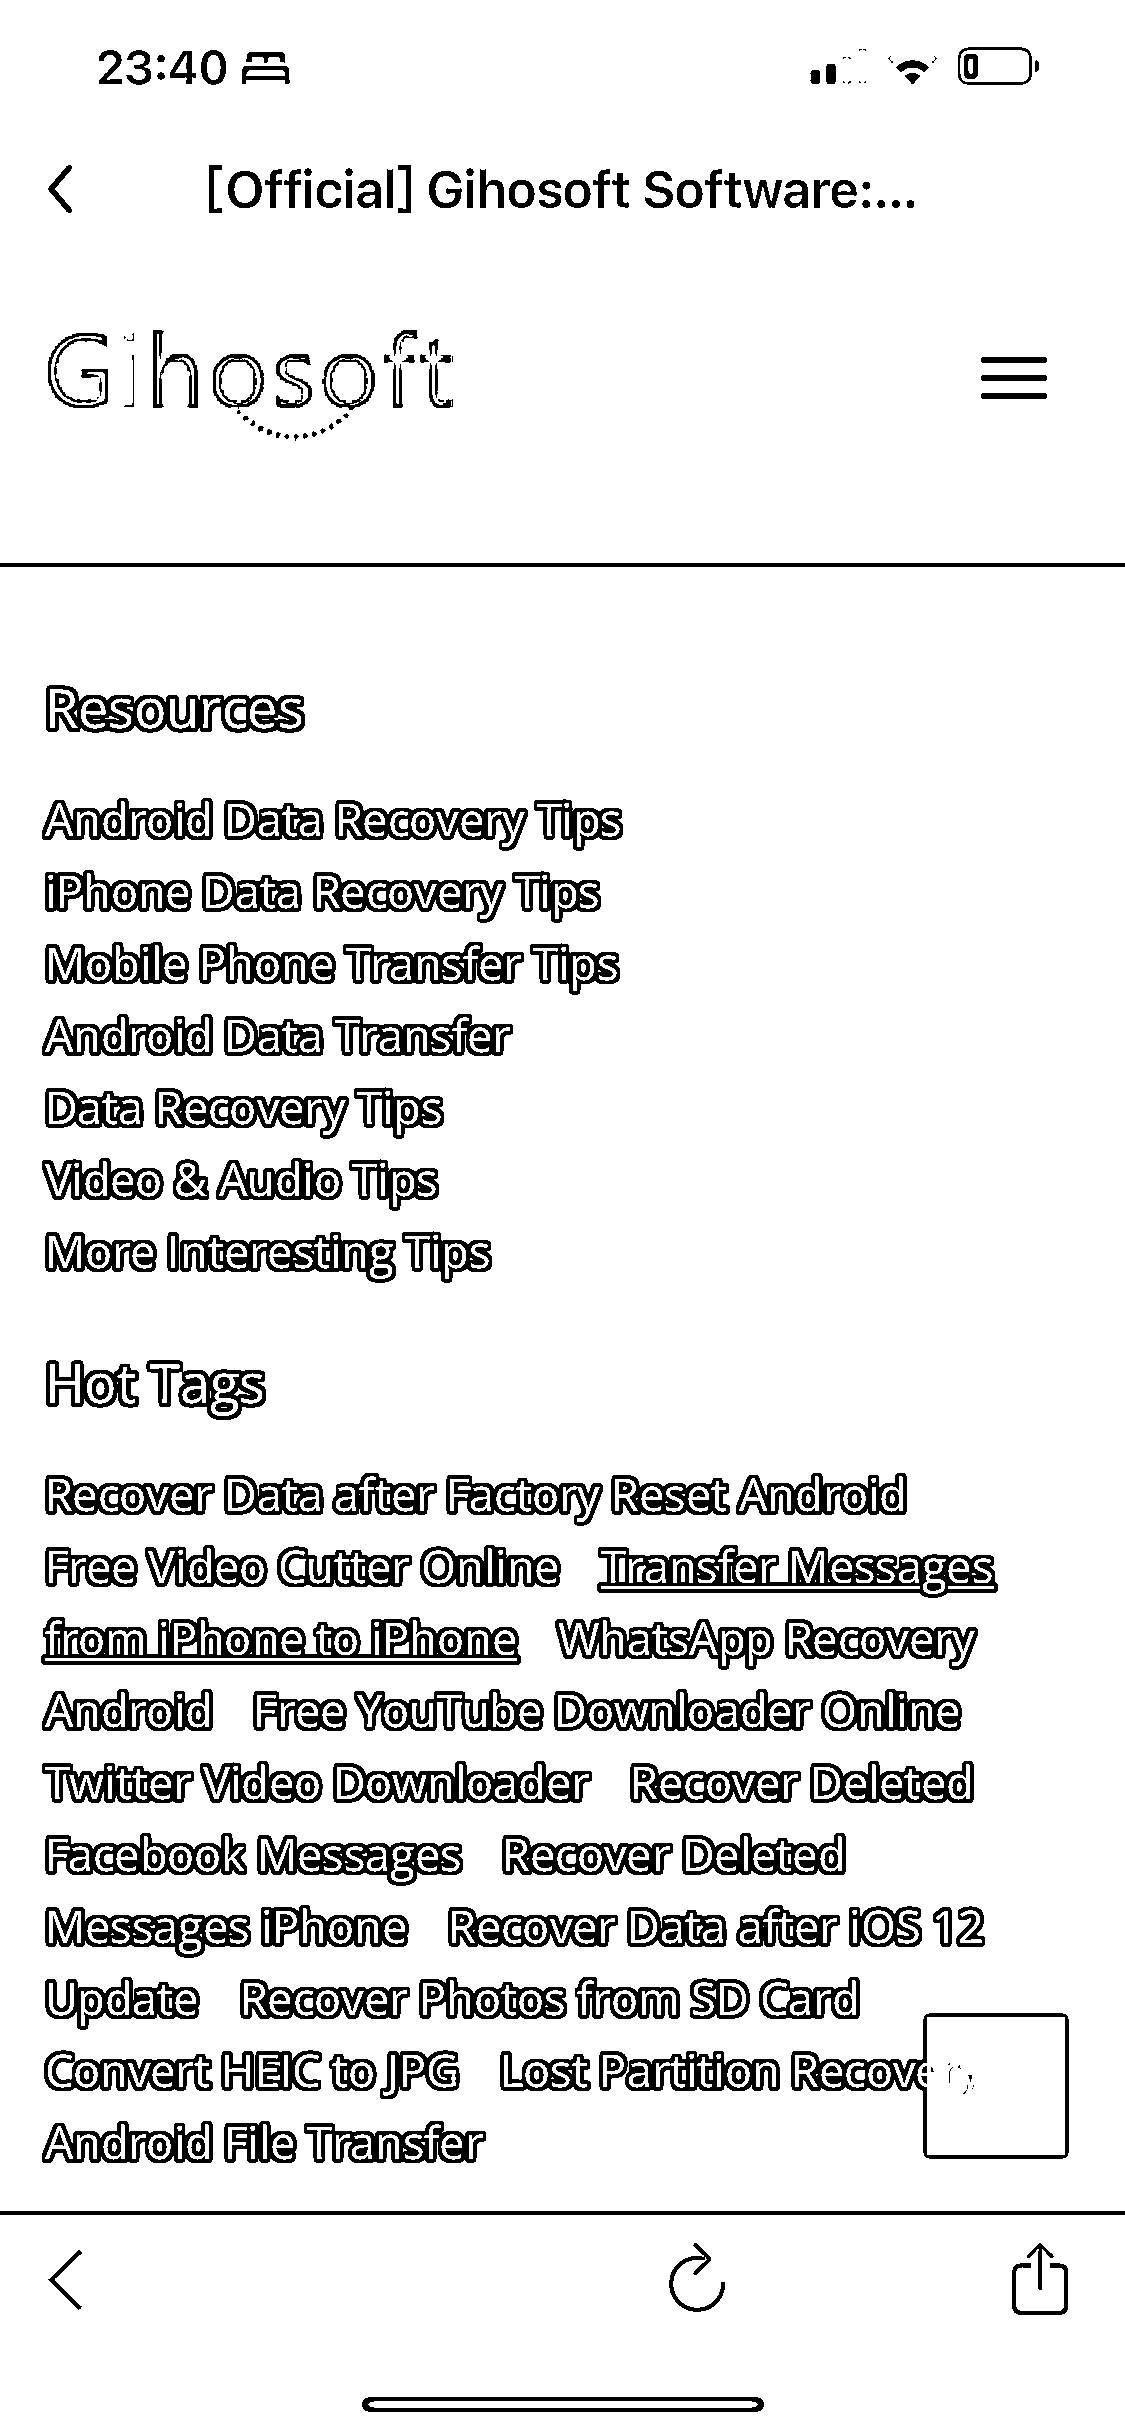 23:40
[Official] Gihosoft Software:...
Gihosoft
Resources
Android Data Recovery Tips
iPhone Data Recovery Tips
Mobile Phone Transfer Tips
Android Data Transfer
Data Recovery Tips
Video & Audio Tips
More Interesting Tips
Hot Tags
Recover Data after Factory Reset Android
Free Video Cutter Online Transfer Messages
from iPhone to iPhone WhatsApp Recovery
Android Free YouTube Downloader Online
Twitter Video Downloader Recover Deleted
Facebook Messages Recover Deleted
Messages iPhone Recover Data after iOS 12
Update Recover Photos from SD Card
Convert HEIC to JPG Lost Partition Recovery
Android File Transfer